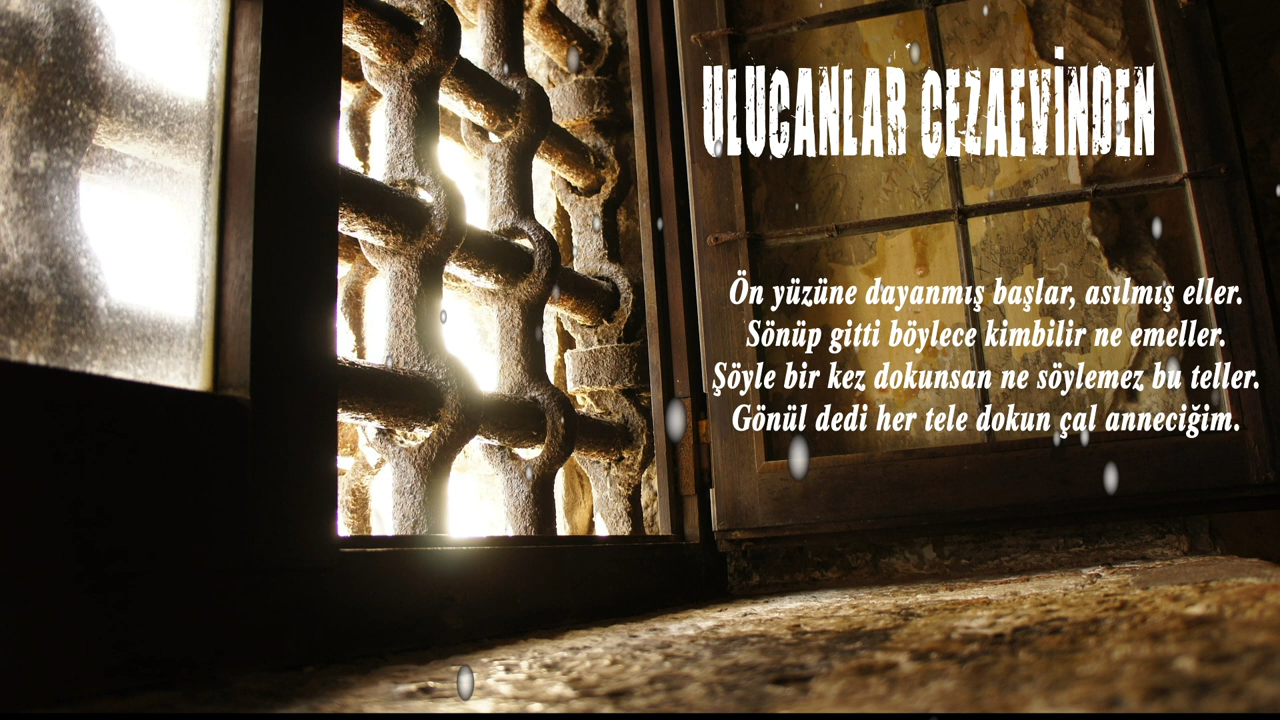 ULUCANLAR CEZAEVİNDEN
Ön yüzüne dayanmış başlar, asılmış eller.
Sönüp gitti böylece kimbilir ne emeller.
Şöyle bir kez dokunsan ne söylemez bu teller.
Gönül dedi her tele dokun çal anneciğim.